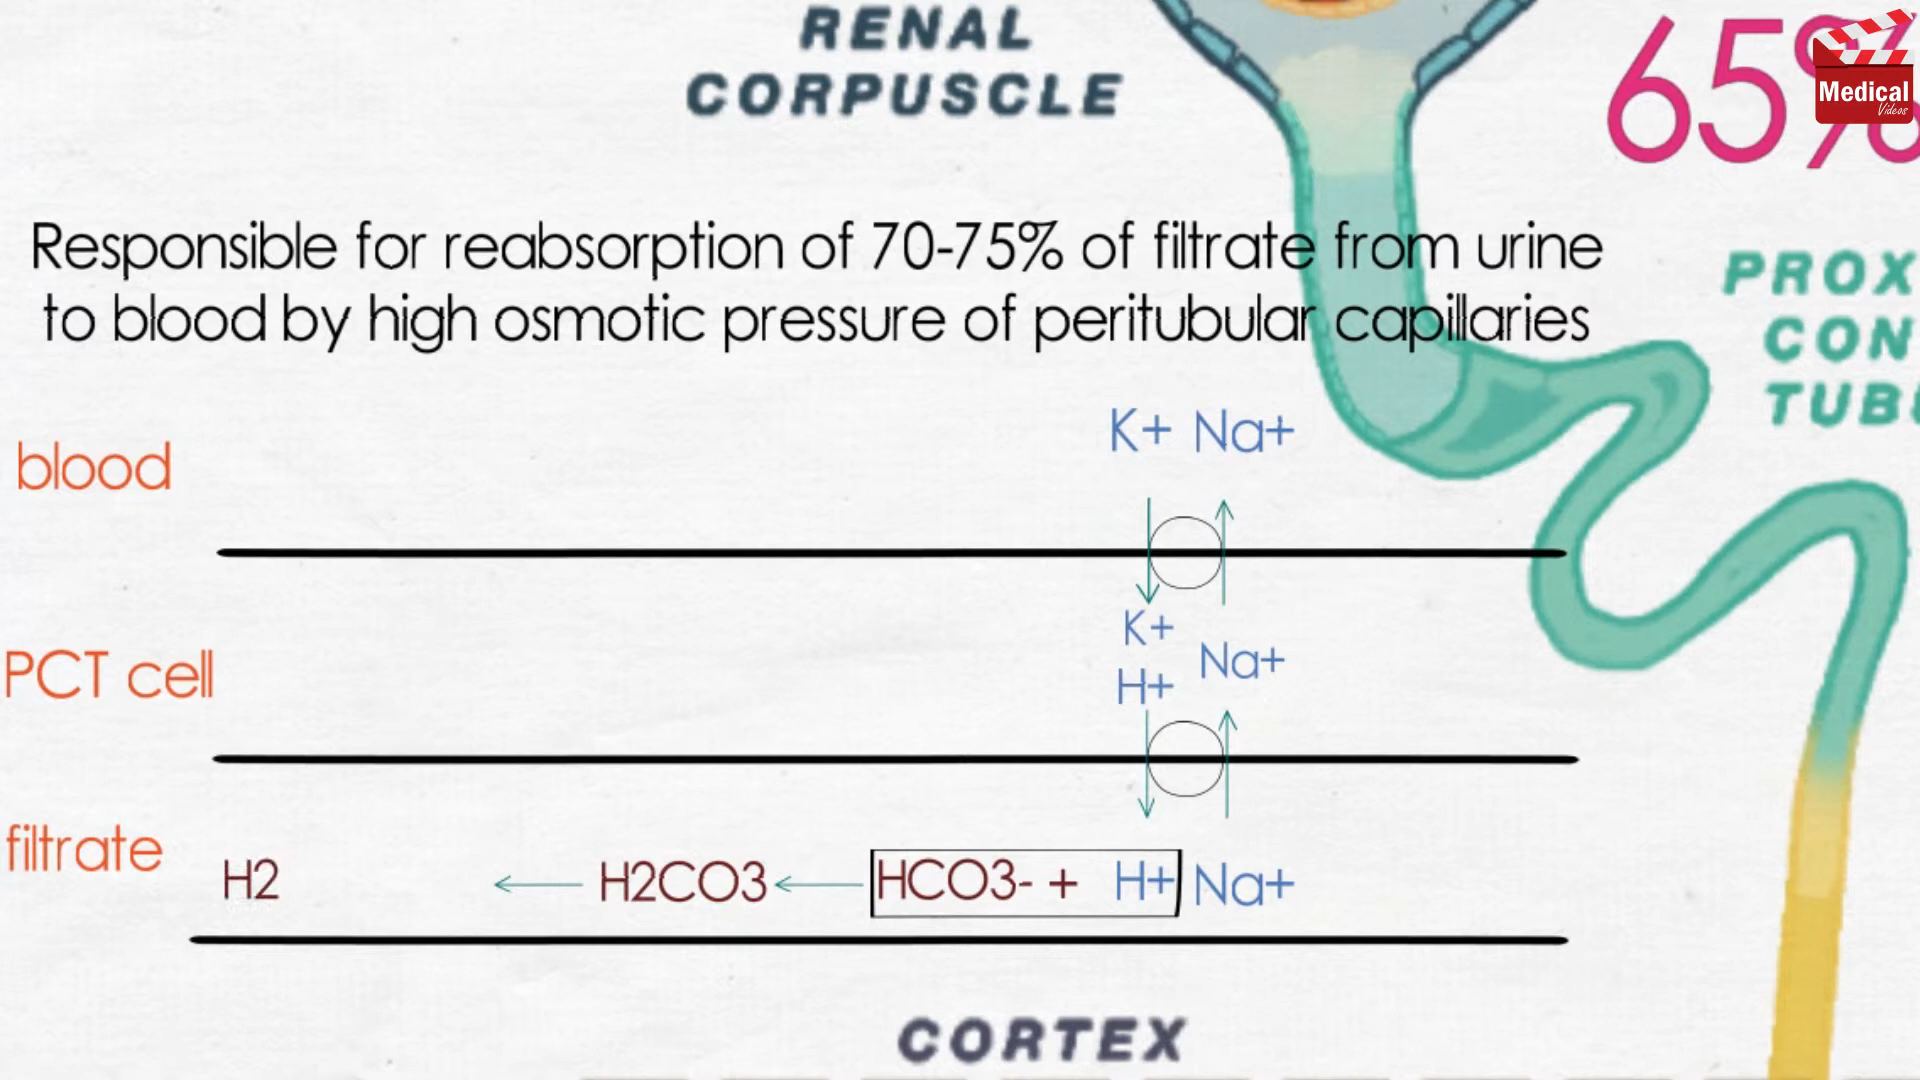 RENAL
CORPUSCLE
65%
Medical
Videos
Responsible for reabsorption of 70-75% of filtrate from urine
to blood by high osmotic pressure of peritubular capillaries
PROX
CON
TUBU
K+ Na+
blood
K+
Na+
PCT cell
H+
filtrate
H2 H2CO3 HCO3- + H+ Na+
CORTEX